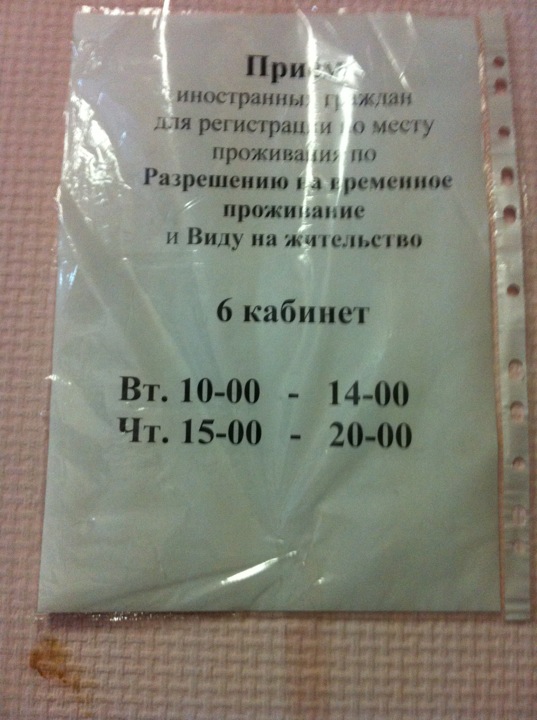 Прием
иностранных граждан
для регистрации по месту
проживания по
Разрешению на временное
проживание
и Виду на жительство
6 кабинет
Вт. 10-00 - 14-00
Чт. 15-00 - 20-00